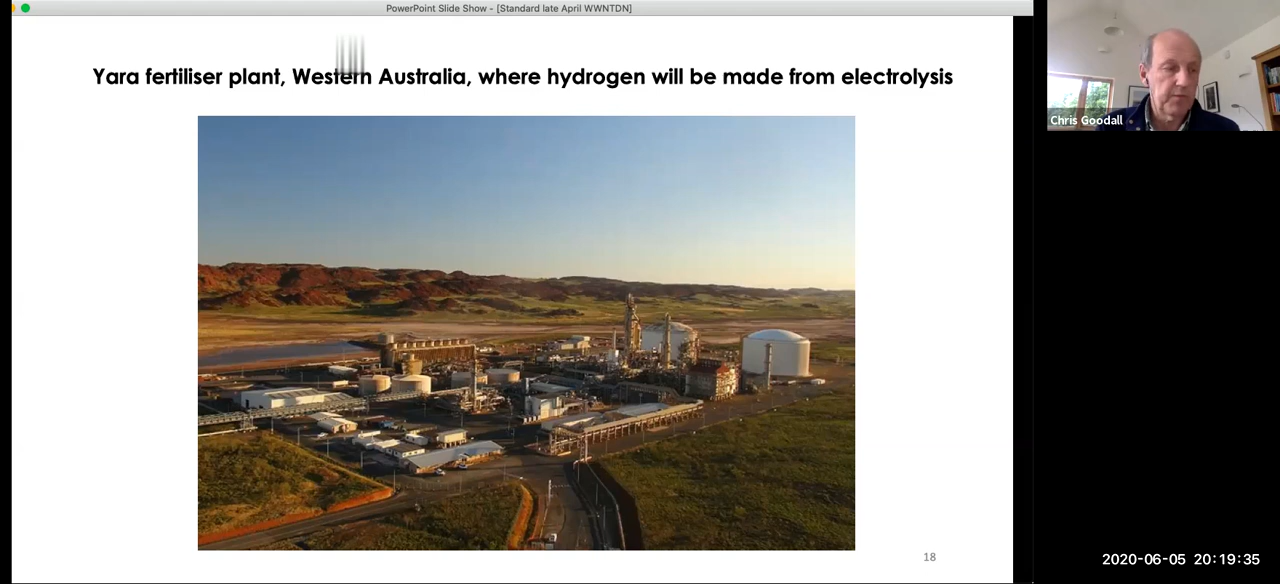 PowerPoint Slide Show - [Standard late April WWNTDN]
Yara fertiliser plant, Western Australia, where hydrogen will be made from electrolysis
Chris Goodall
18
2020-06-05 20:19:35